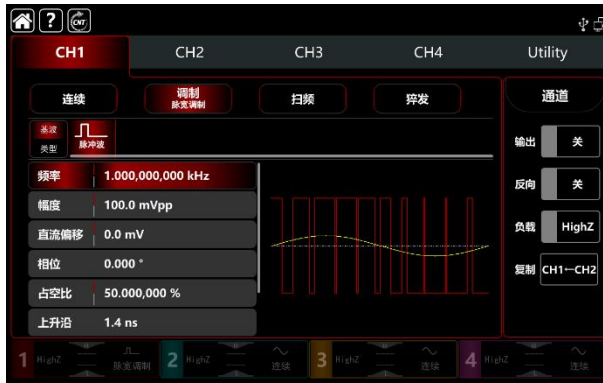 ? CNT
CH1 CH2 CH3 CH4 Utility
连续 调制 扫频 猝发 通道
脉宽调制
基波
类型 脉冲波
输出 关
频率 1.000,000,000 kHz
反向 关
幅度 100.0 mVpp
直流偏移 0.0 mV
负载 HighZ
相位 0.000 °
复制 CH1←CH2
占空比 50.000,000 %
上升沿 1.4 ns
1 HighZ 脉宽调制 2 HighZ 连续 3 HighZ 连续 4 HighZ 连续